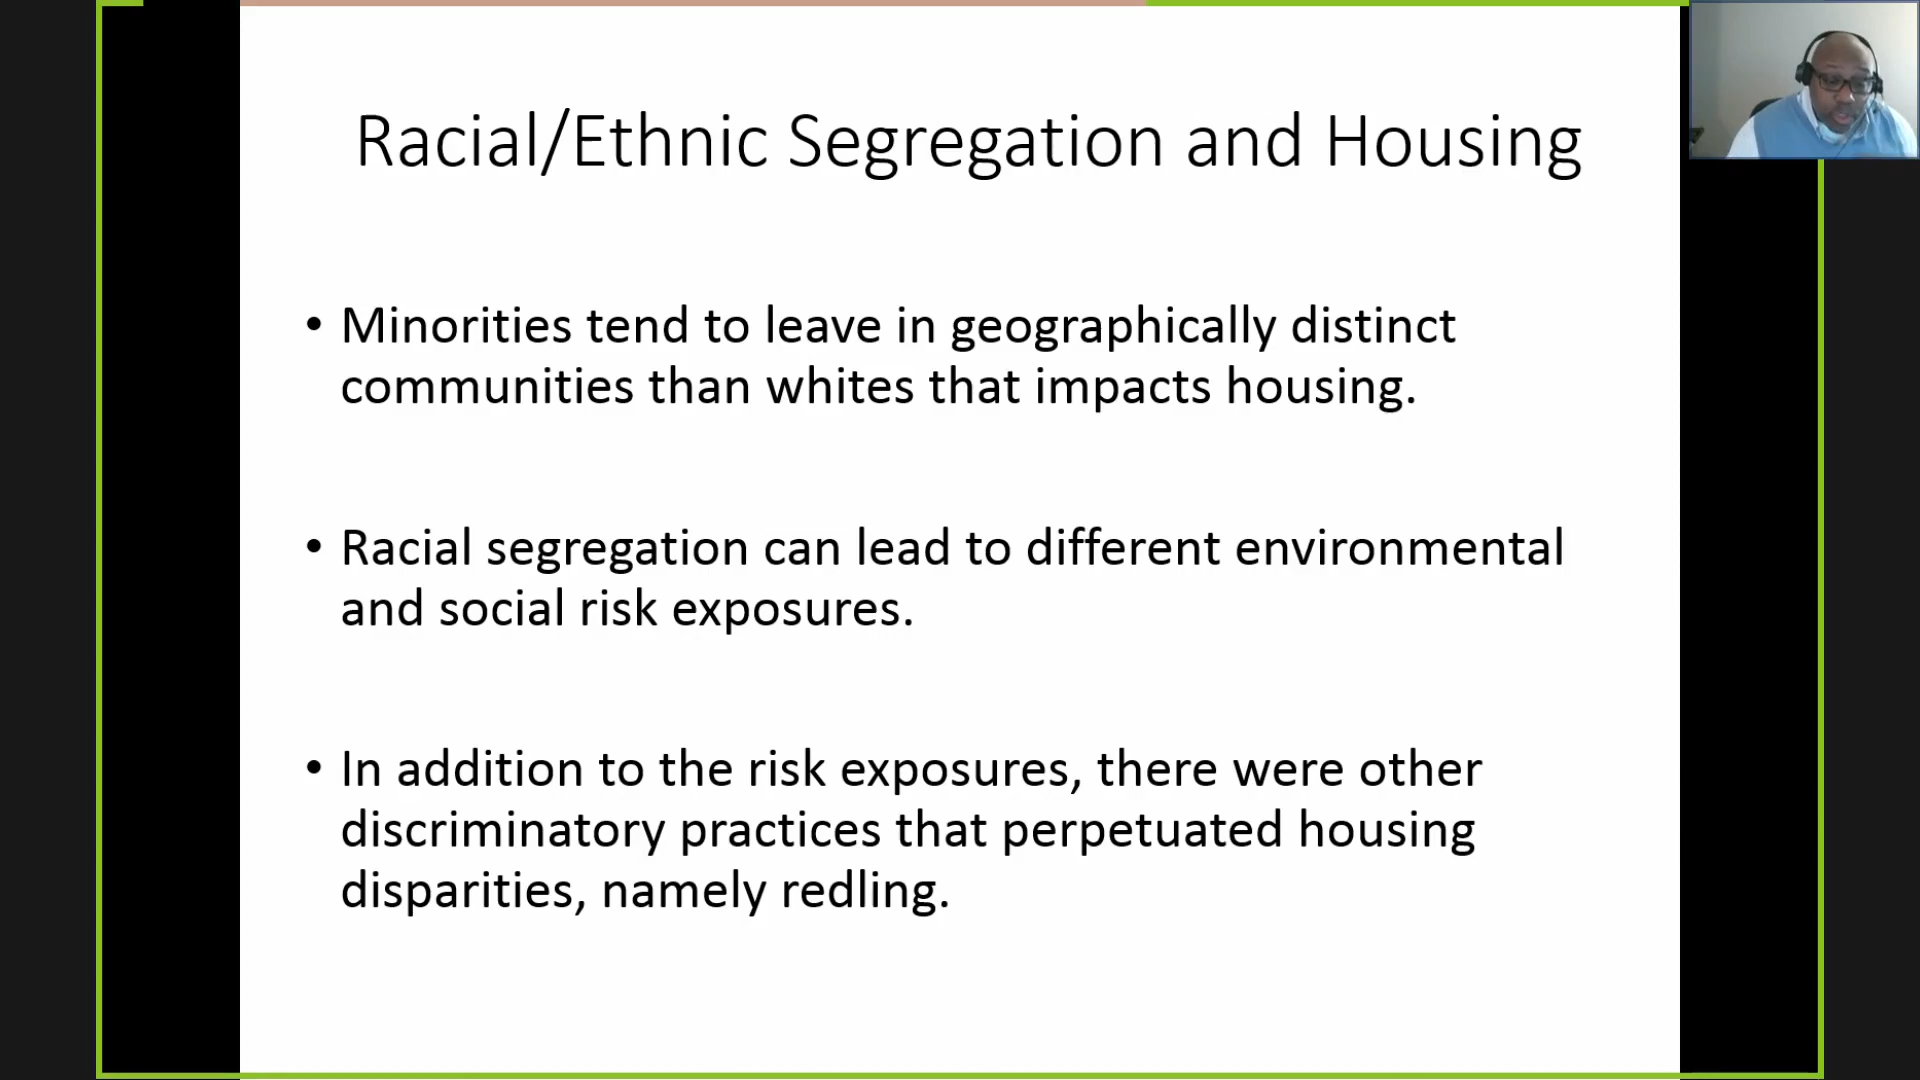 Racial/Ethnic Segregation and Housing
• Minorities tend to leave in geographically distinct
communities than whites that impacts housing.
• Racial segregation can lead to different environmental
and social risk exposures.
• In addition to the risk exposures, there were other
discriminatory practices that perpetuated housing
disparities, namely redling.